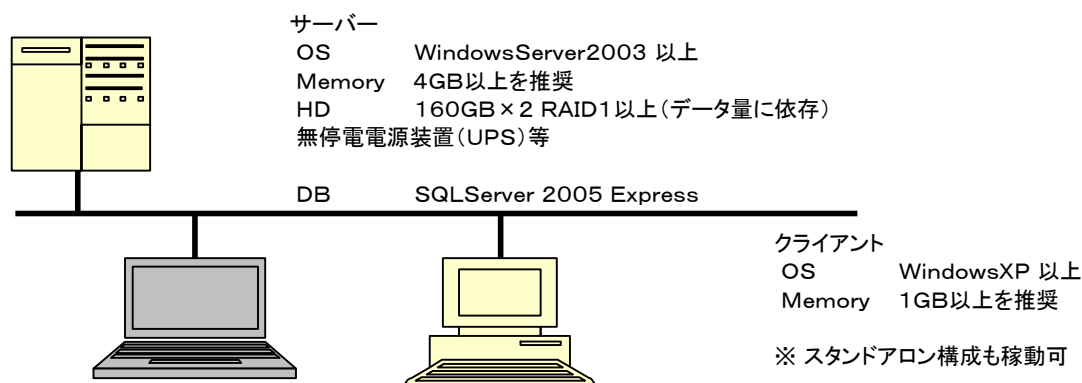 サーバー
OS WindowsServer2003 以上
Memory 4GB以上を推奨
HD 160GB×2 RAID1以上(データ量に依存)
無停電電源装置(UPS)等
DB SQLServer 2005 Express
クライアント
OS WindowsXP 以上
Memory 1GB以上を推奨
※ スタンドアロン構成も稼動可